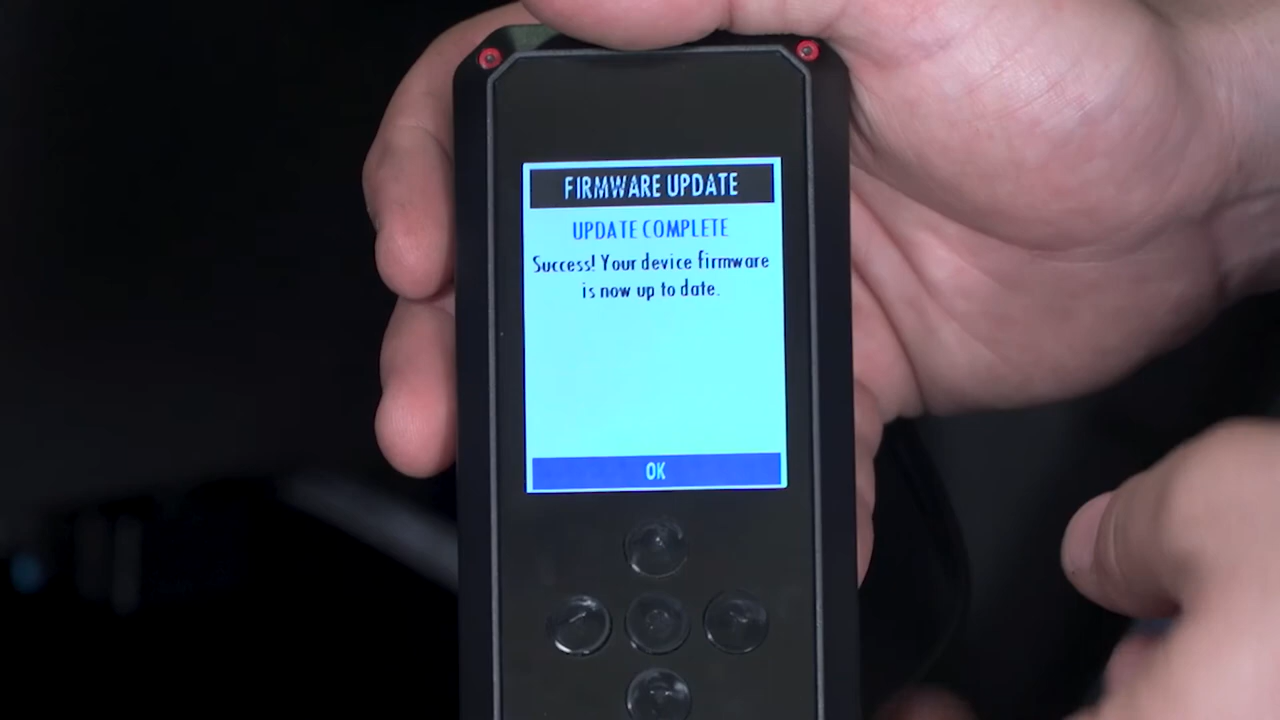 FIRMWARE UPDATE
UPDATE COMPLETE
Success! Your device firmware
is now up to date.
OK